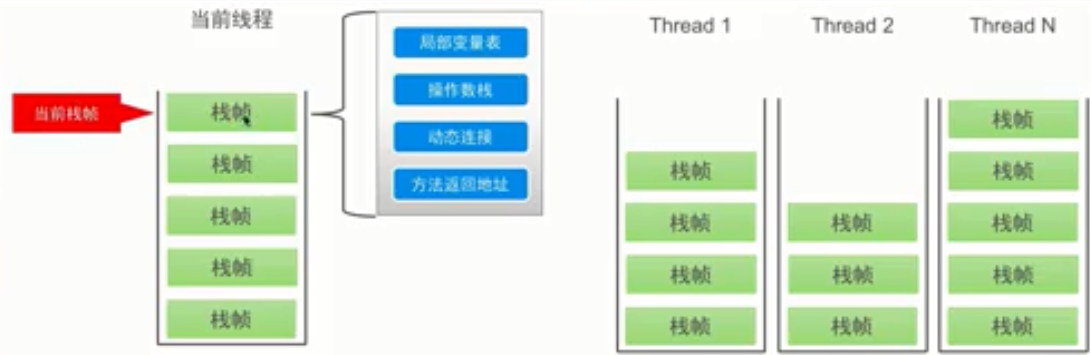 当前线程
当前栈帧
栈帧
栈帧
栈帧
栈帧
栈帧
局部变量表
操作数栈
动态连接
方法返回地址
Thread 1
栈帧
栈帧
栈帧
栈帧
Thread 2
栈帧
栈帧
栈帧
Thread N
栈帧
栈帧
栈帧
栈帧
栈帧